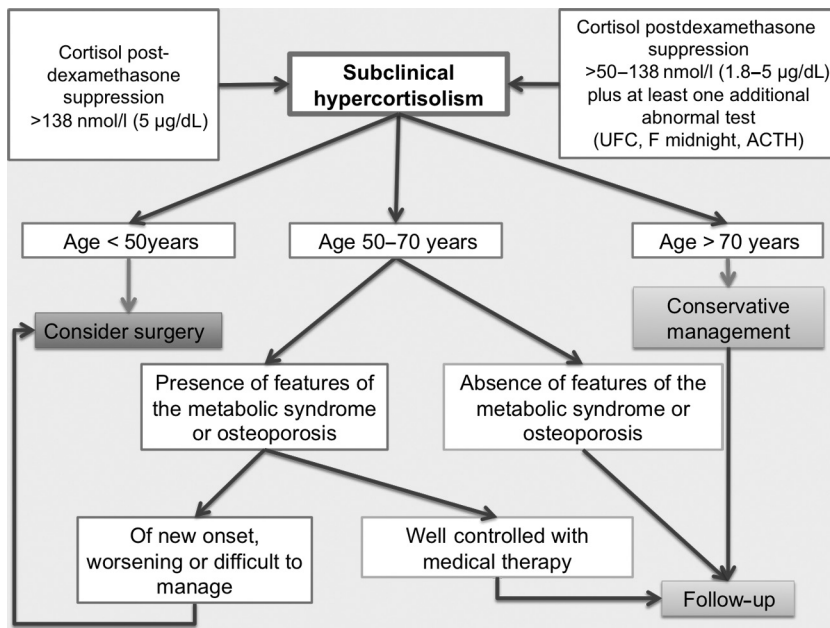 Cortisol post-
dexamethasone
suppression
>138 nmol/l (5 µg/dL)
Subclinical
hypercortisolism
Cortisol postdexamethasone
suppression
>50–138 nmol/l (1.8–5 µg/dL)
plus at least one additional
abnormal test
(UFC, F midnight, ACTH)
Age < 50years
Age 50–70 years
Age > 70 years
Consider surgery
Conservative
management
Presence of features of
the metabolic syndrome
or osteoporosis
Absence of features of the
metabolic syndrome or
osteoporosis
Of new onset,
worsening or difficult to
manage
Well controlled with
medical therapy
Follow-up